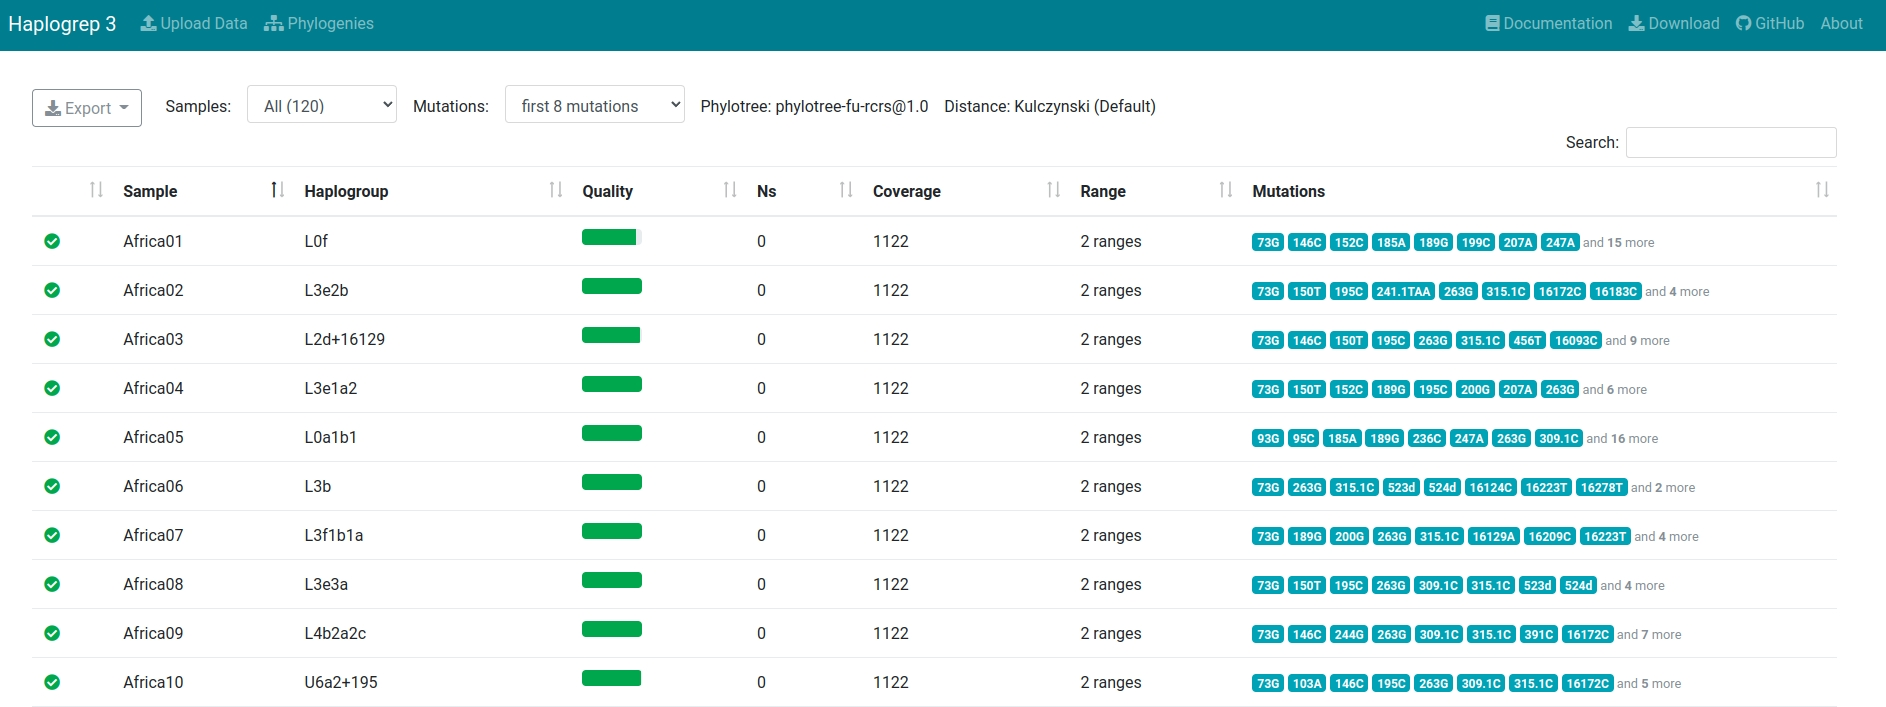 Haplogrep 3 Upload Data Phylogenies Documentation Download GitHub About
Export Samples: All (120) Mutations: first 8 mutations Phylotree: phylotree-fu-rcrs@1.0 Distance: Kulczynski (Default)
Search:
Sample Haplogroup Quality Ns Coverage Range Mutations
Africa01 L0f 0 1122 2 ranges 73G 146C 152C 185A 189G 199C 207A 247A and 15 more
Africa02 L3e2b 0 1122 2 ranges 73G 150T 195C 241.1TAA 263G 315.1C 16172C 16183C and 4 more
Africa03 L2d+16129 0 1122 2 ranges 73G 146C 150T 195C 263G 315.1C 456T 16093C and 9 more
Africa04 L3e1a2 0 1122 2 ranges 73G 150T 152C 189G 195C 200G 207A 263G and 6 more
Africa05 L0a1b1 0 1122 2 ranges 93G 95C 185A 189G 236C 247A 263G 309.1C and 16 more
Africa06 L3b 0 1122 2 ranges 73G 263G 315.1C 523d 524d 16124C 16223T 16278T and 2 more
Africa07 L3f1b1a 0 1122 2 ranges 73G 189G 200G 263G 315.1C 16129A 16209C 16223T and 4 more
Africa08 L3e3a 0 1122 2 ranges 73G 150T 195C 263G 309.1C 315.1C 523d 524d and 4 more
Africa09 L4b2a2c 0 1122 2 ranges 73G 146C 244G 263G 309.1C 315.1C 391C 16172C and 7 more
Africa10 U6a2+195 0 1122 2 ranges 73G 103A 146C 195C 263G 309.1C 315.1C 16172C and 5 more